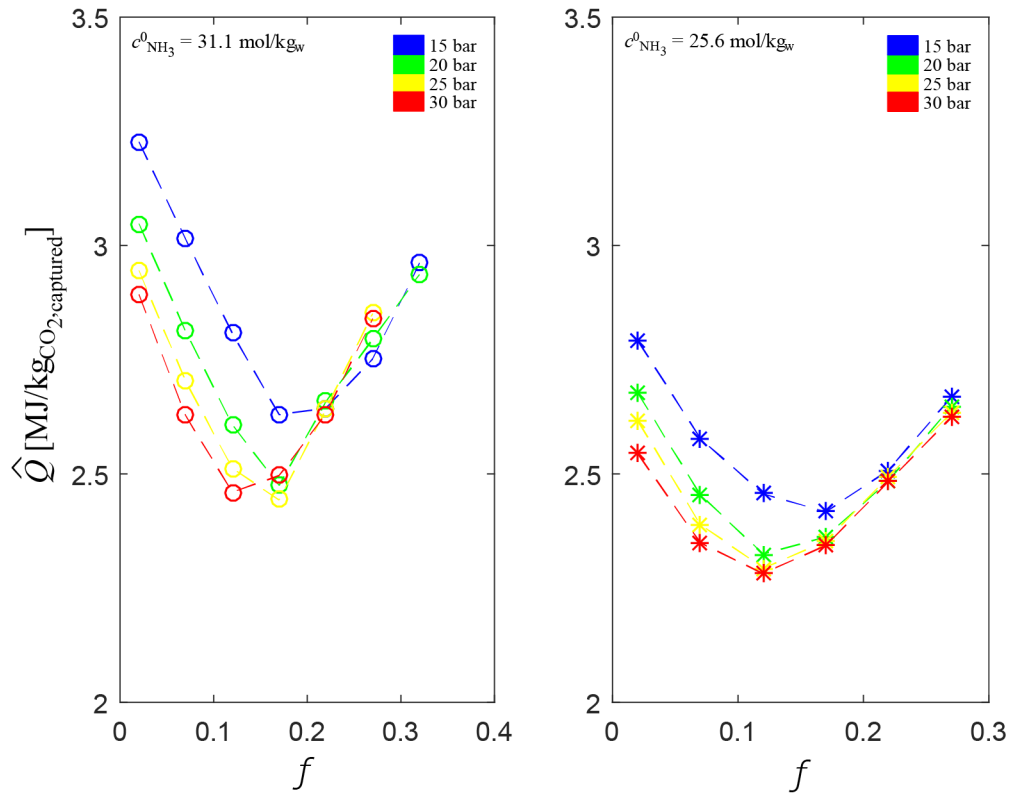 3.5
c⁰NH₃ = 31.1 mol/kgw
15 bar
20 bar
25 bar
30 bar
3
2.5
2
0
0.1
0.2
0.3
0.4
f
Q̂ [MJ/kgCO₂,captured]
3.5
c⁰NH₃ = 25.6 mol/kgw
15 bar
20 bar
25 bar
30 bar
3
2.5
2
0
0.1
0.2
0.3
f